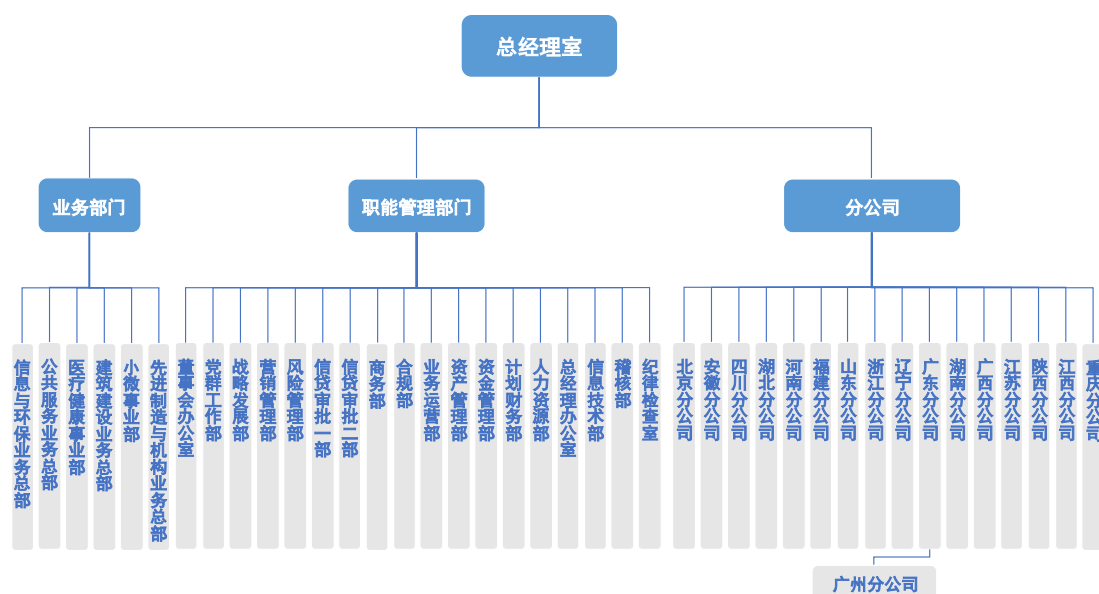 总经理室
业务部门
职能管理部门
分公司
信息与环保业务总部
公共服务业务总部
医疗健康事业部
建筑建设业务总部
小微事业部
先进制造与机构业务总部
董事会办公室
党群工作部
战略发展部
营销管理部
风险管理部
信贷审批一部
信贷审批二部
商务部
合规部
业务运营部
资产管理部
资金管理部
计划财务部
人力资源部
总经理办公室
信息技术部
稽核部
纪律检查室
北京分公司
安徽分公司
四川分公司
湖北分公司
河南分公司
福建分公司
山东分公司
浙江分公司
辽宁分公司
广东分公司
湖南分公司
广西分公司
江苏分公司
陕西分公司
江西分公司
重庆分公司
广州分公司